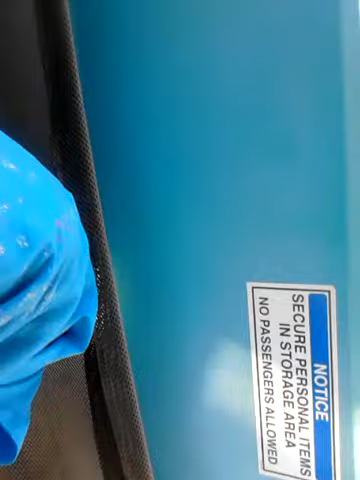 NOTICE
SECURE PERSONAL ITEMS
IN STORAGE AREA
NO PASSENGERS ALLOWED